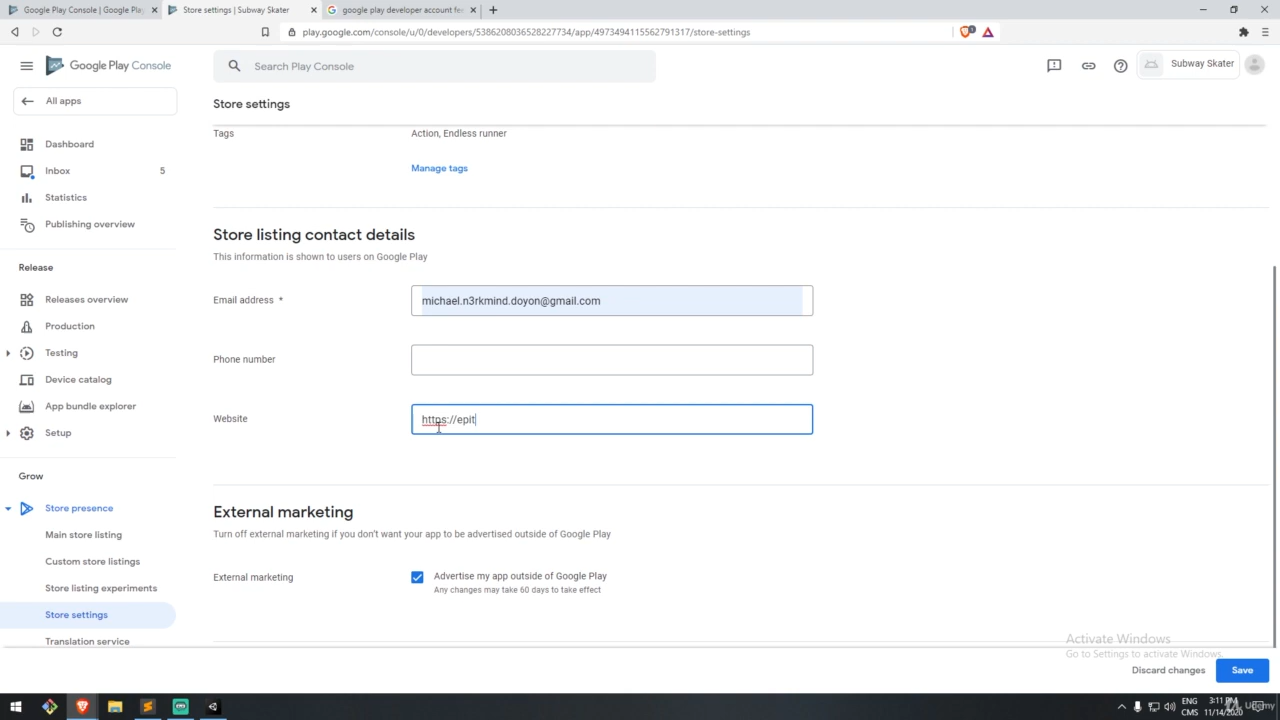 Google Play Console | Google Play
Store settings | Subway Skater
google play developer account fee
play.google.com/console/u/0/developers/5386208036528227734/app/4973494115562791317/store-settings
Google Play Console
Search Play Console
Subway Skater
All apps
Store settings
Tags
Action, Endless runner
Manage tags
Dashboard
Inbox
5
Statistics
Publishing overview
Release
Releases overview
Production
Testing
Device catalog
App bundle explorer
Setup
Grow
Store presence
Main store listing
Custom store listings
Store listing experiments
Store settings
Translation service
Store listing contact details
This information is shown to users on Google Play
Email address *
michael.n3rkmind.doyon@gmail.com
Phone number
Website
https://epit
External marketing
Turn off external marketing if you don't want your app to be advertised outside of Google Play
External marketing
Advertise my app outside of Google Play
Any changes may take 60 days to take effect
Activate Windows
Go to Settings to activate Windows.
Discard changes
Save
ENG
CMS
3:11 PM
11/14/2020
Udemy